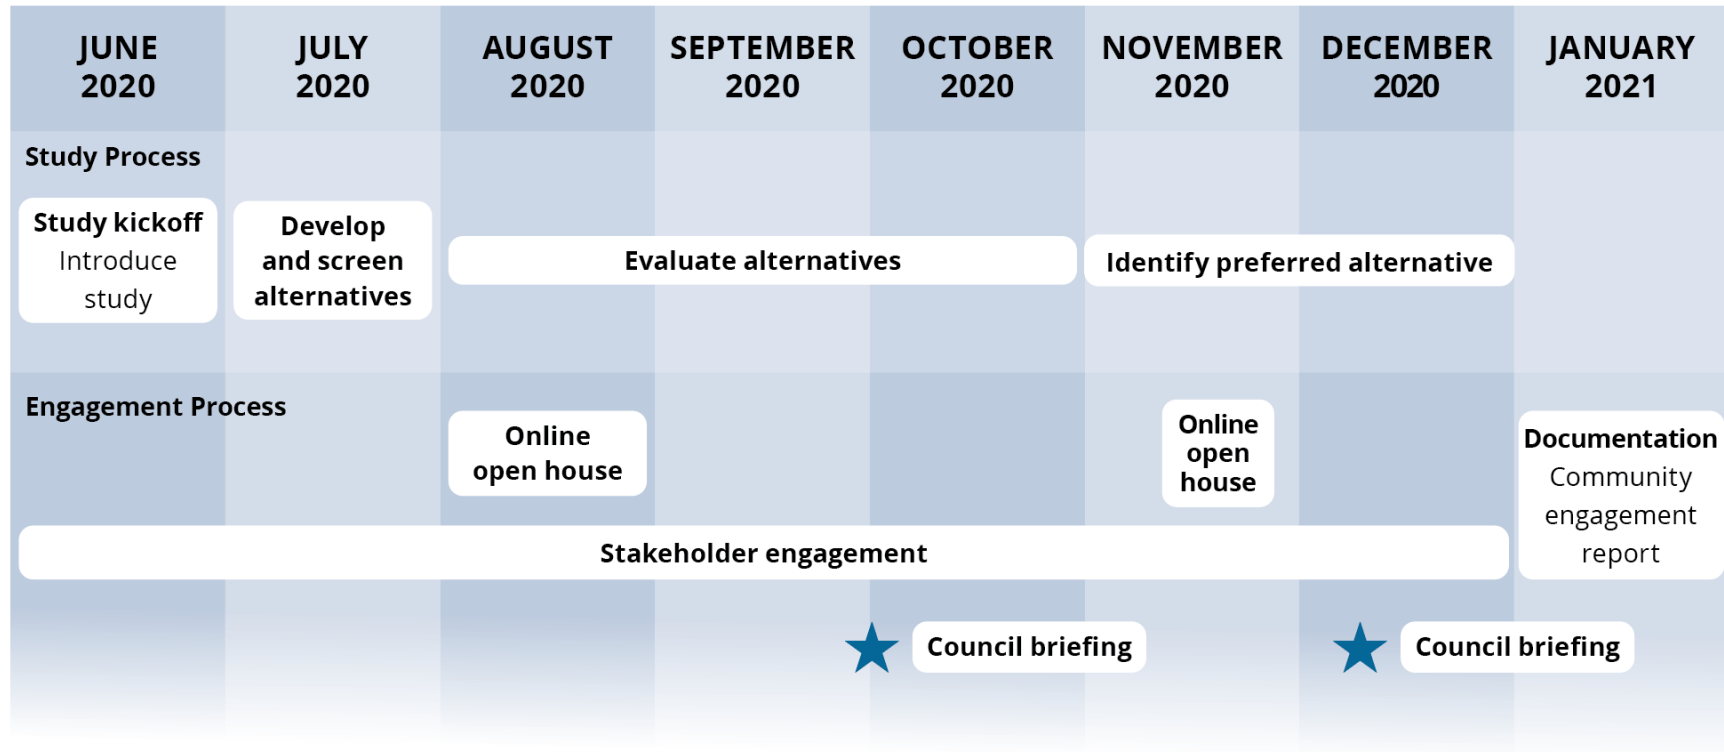 JUNE
2020
JULY
2020
AUGUST
2020
SEPTEMBER
2020
OCTOBER
2020
NOVEMBER
2020
DECEMBER
2020
JANUARY
2021
Study Process
Study kickoff
Introduce
study
Develop
and screen
alternatives
Evaluate alternatives
Identify preferred alternative
Engagement Process
Online
open house
Online
open
house
Documentation
Community
engagement
report
Stakeholder engagement
Council briefing
Council briefing